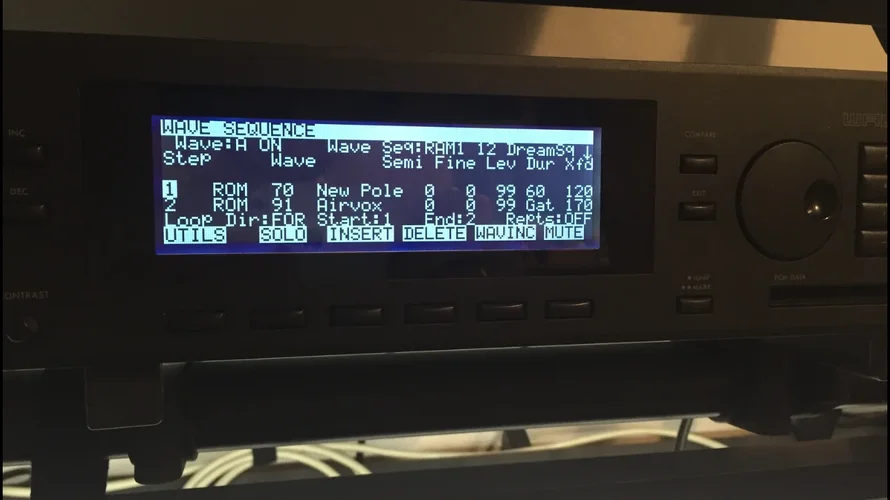 WAVE SEQUENCE
Wave:A ON Wave Seq:RAM1 12 DreamSq ↓
Step Wave Semi Fine Lev Dur Xfd
1 ROM 70 New Pole 0 0 99 60 120
2 ROM 91 Airvox 0 0 99 Gat 170
Loop Dir:FOR Start:1 End:2 Repts:OFF
UTILS SOLO INSERT DELETE WAVINC MUTE
INC
DEC
CONTRAST
COMPARE
EXIT
PCM DATA